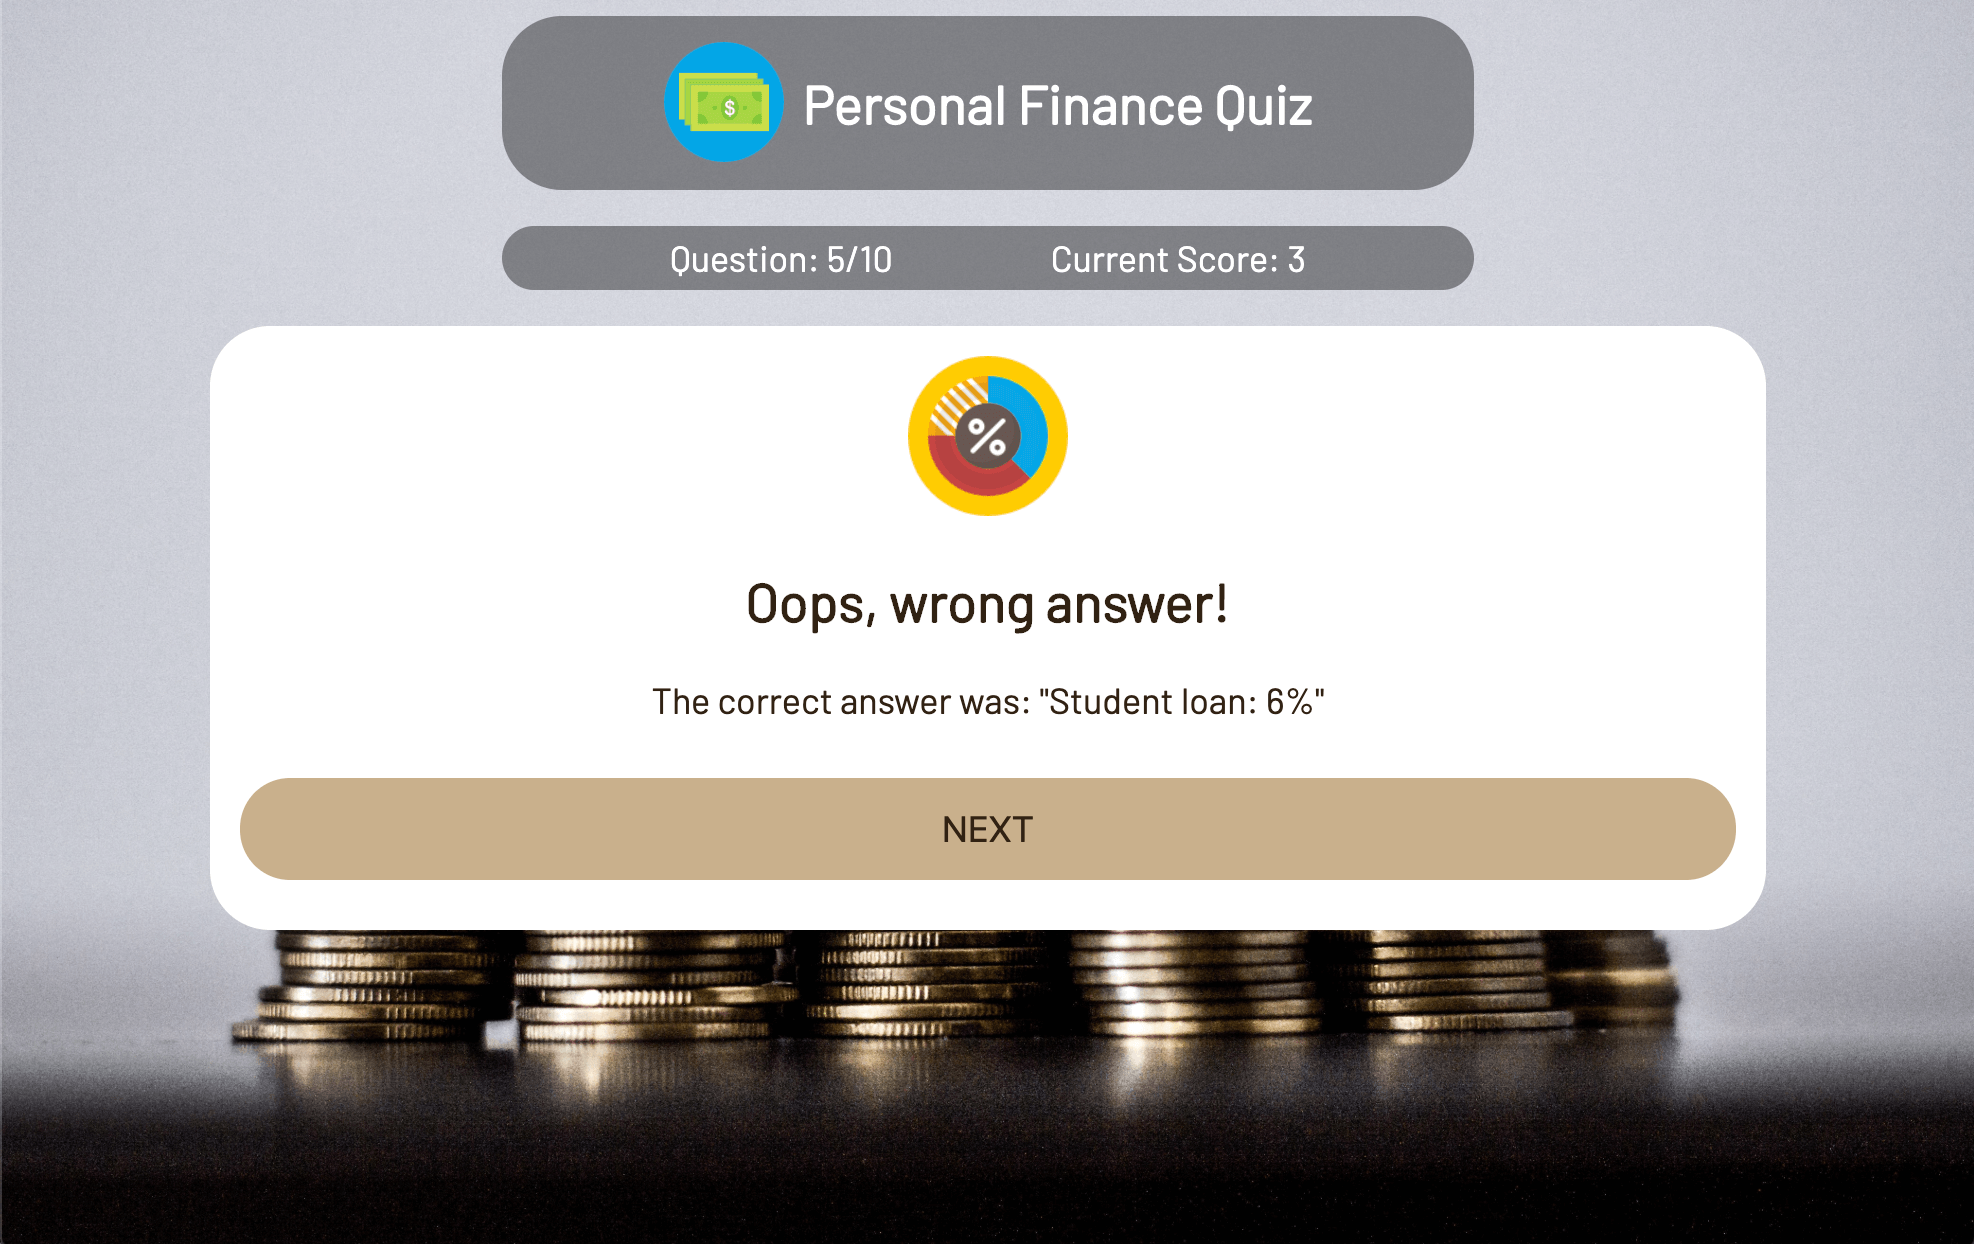 $
Personal Finance Quiz
Question: 5/10
Current Score: 3
%
Oops, wrong answer!
The correct answer was: "Student loan: 6%"
NEXT